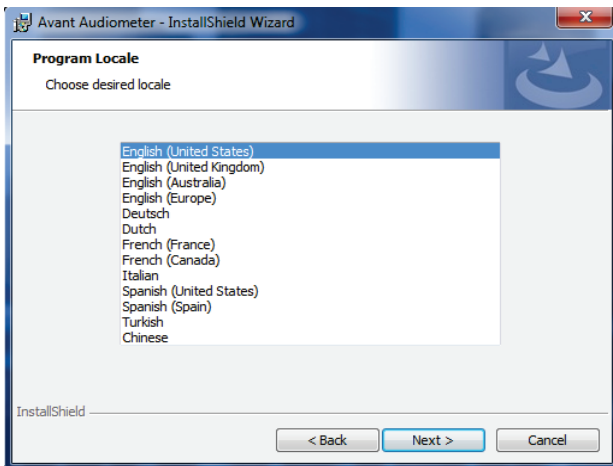 Avant Audiometer - InstallShield Wizard
Program Locale
Choose desired locale
English (United States)
English (United Kingdom)
English (Australia)
English (Europe)
Deutsch
Dutch
French (France)
French (Canada)
Italian
Spanish (United States)
Spanish (Spain)
Turkish
Chinese
InstallShield
< Back Next > Cancel